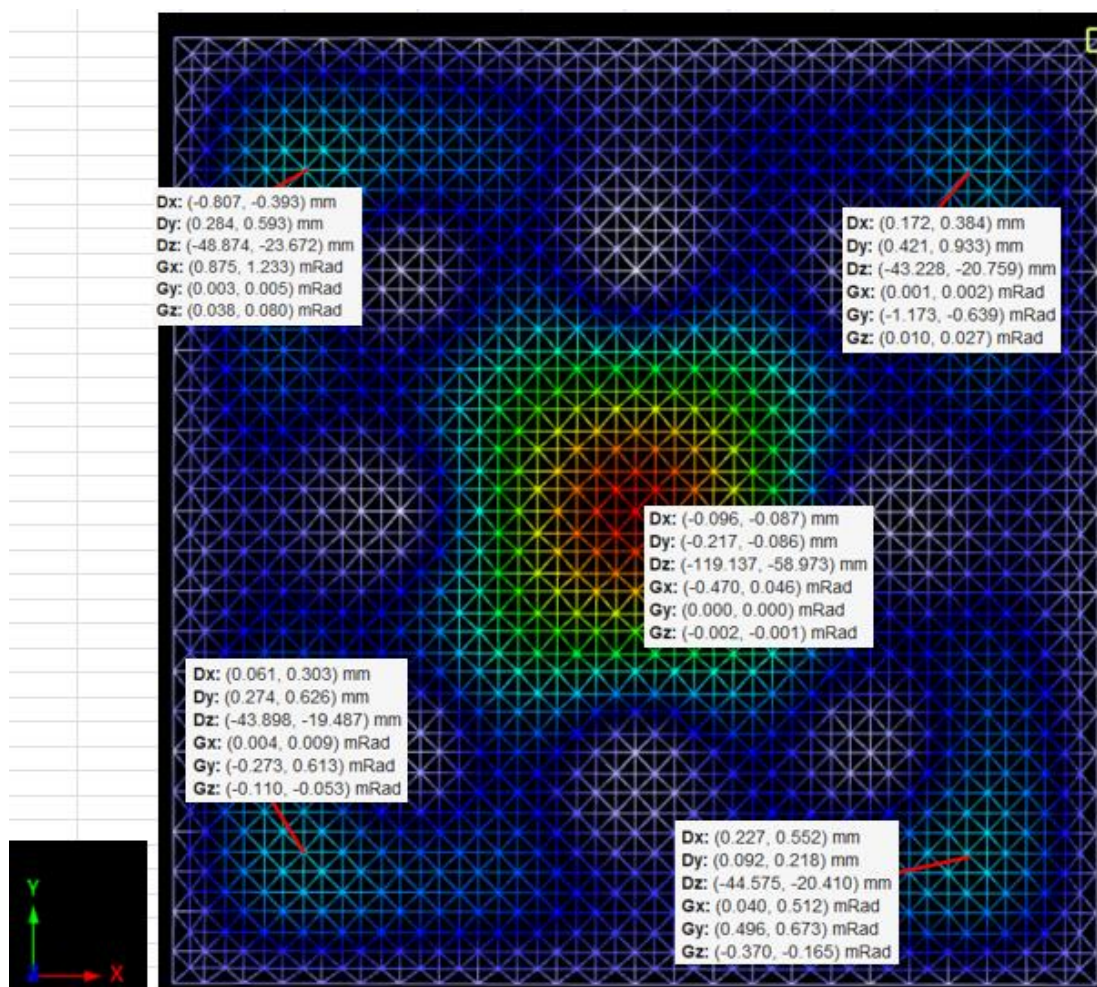 Dx: (-0.807, -0.393) mm
Dy: (0.284, 0.593) mm
Dz: (-48.874, -23.672) mm
Gx: (0.875, 1.233) mRad
Gy: (0.003, 0.005) mRad
Gz: (0.038, 0.080) mRad
Dx: (0.172, 0.384) mm
Dy: (0.421, 0.933) mm
Dz: (-43.228, -20.759) mm
Gx: (0.001, 0.002) mRad
Gy: (-1.173, -0.639) mRad
Gz: (0.010, 0.027) mRad
Dx: (-0.096, -0.087) mm
Dy: (-0.217, -0.086) mm
Dz: (-119.137, -58.973) mm
Gx: (-0.470, 0.046) mRad
Gy: (0.000, 0.000) mRad
Gz: (-0.002, -0.001) mRad
Dx: (0.061, 0.303) mm
Dy: (0.274, 0.626) mm
Dz: (-43.898, -19.487) mm
Gx: (0.004, 0.009) mRad
Gy: (-0.273, 0.613) mRad
Gz: (-0.110, -0.053) mRad
Dx: (0.227, 0.552) mm
Dy: (0.092, 0.218) mm
Dz: (-44.575, -20.410) mm
Gx: (0.040, 0.512) mRad
Gy: (0.496, 0.673) mRad
Gz: (-0.370, -0.165) mRad
Y
X